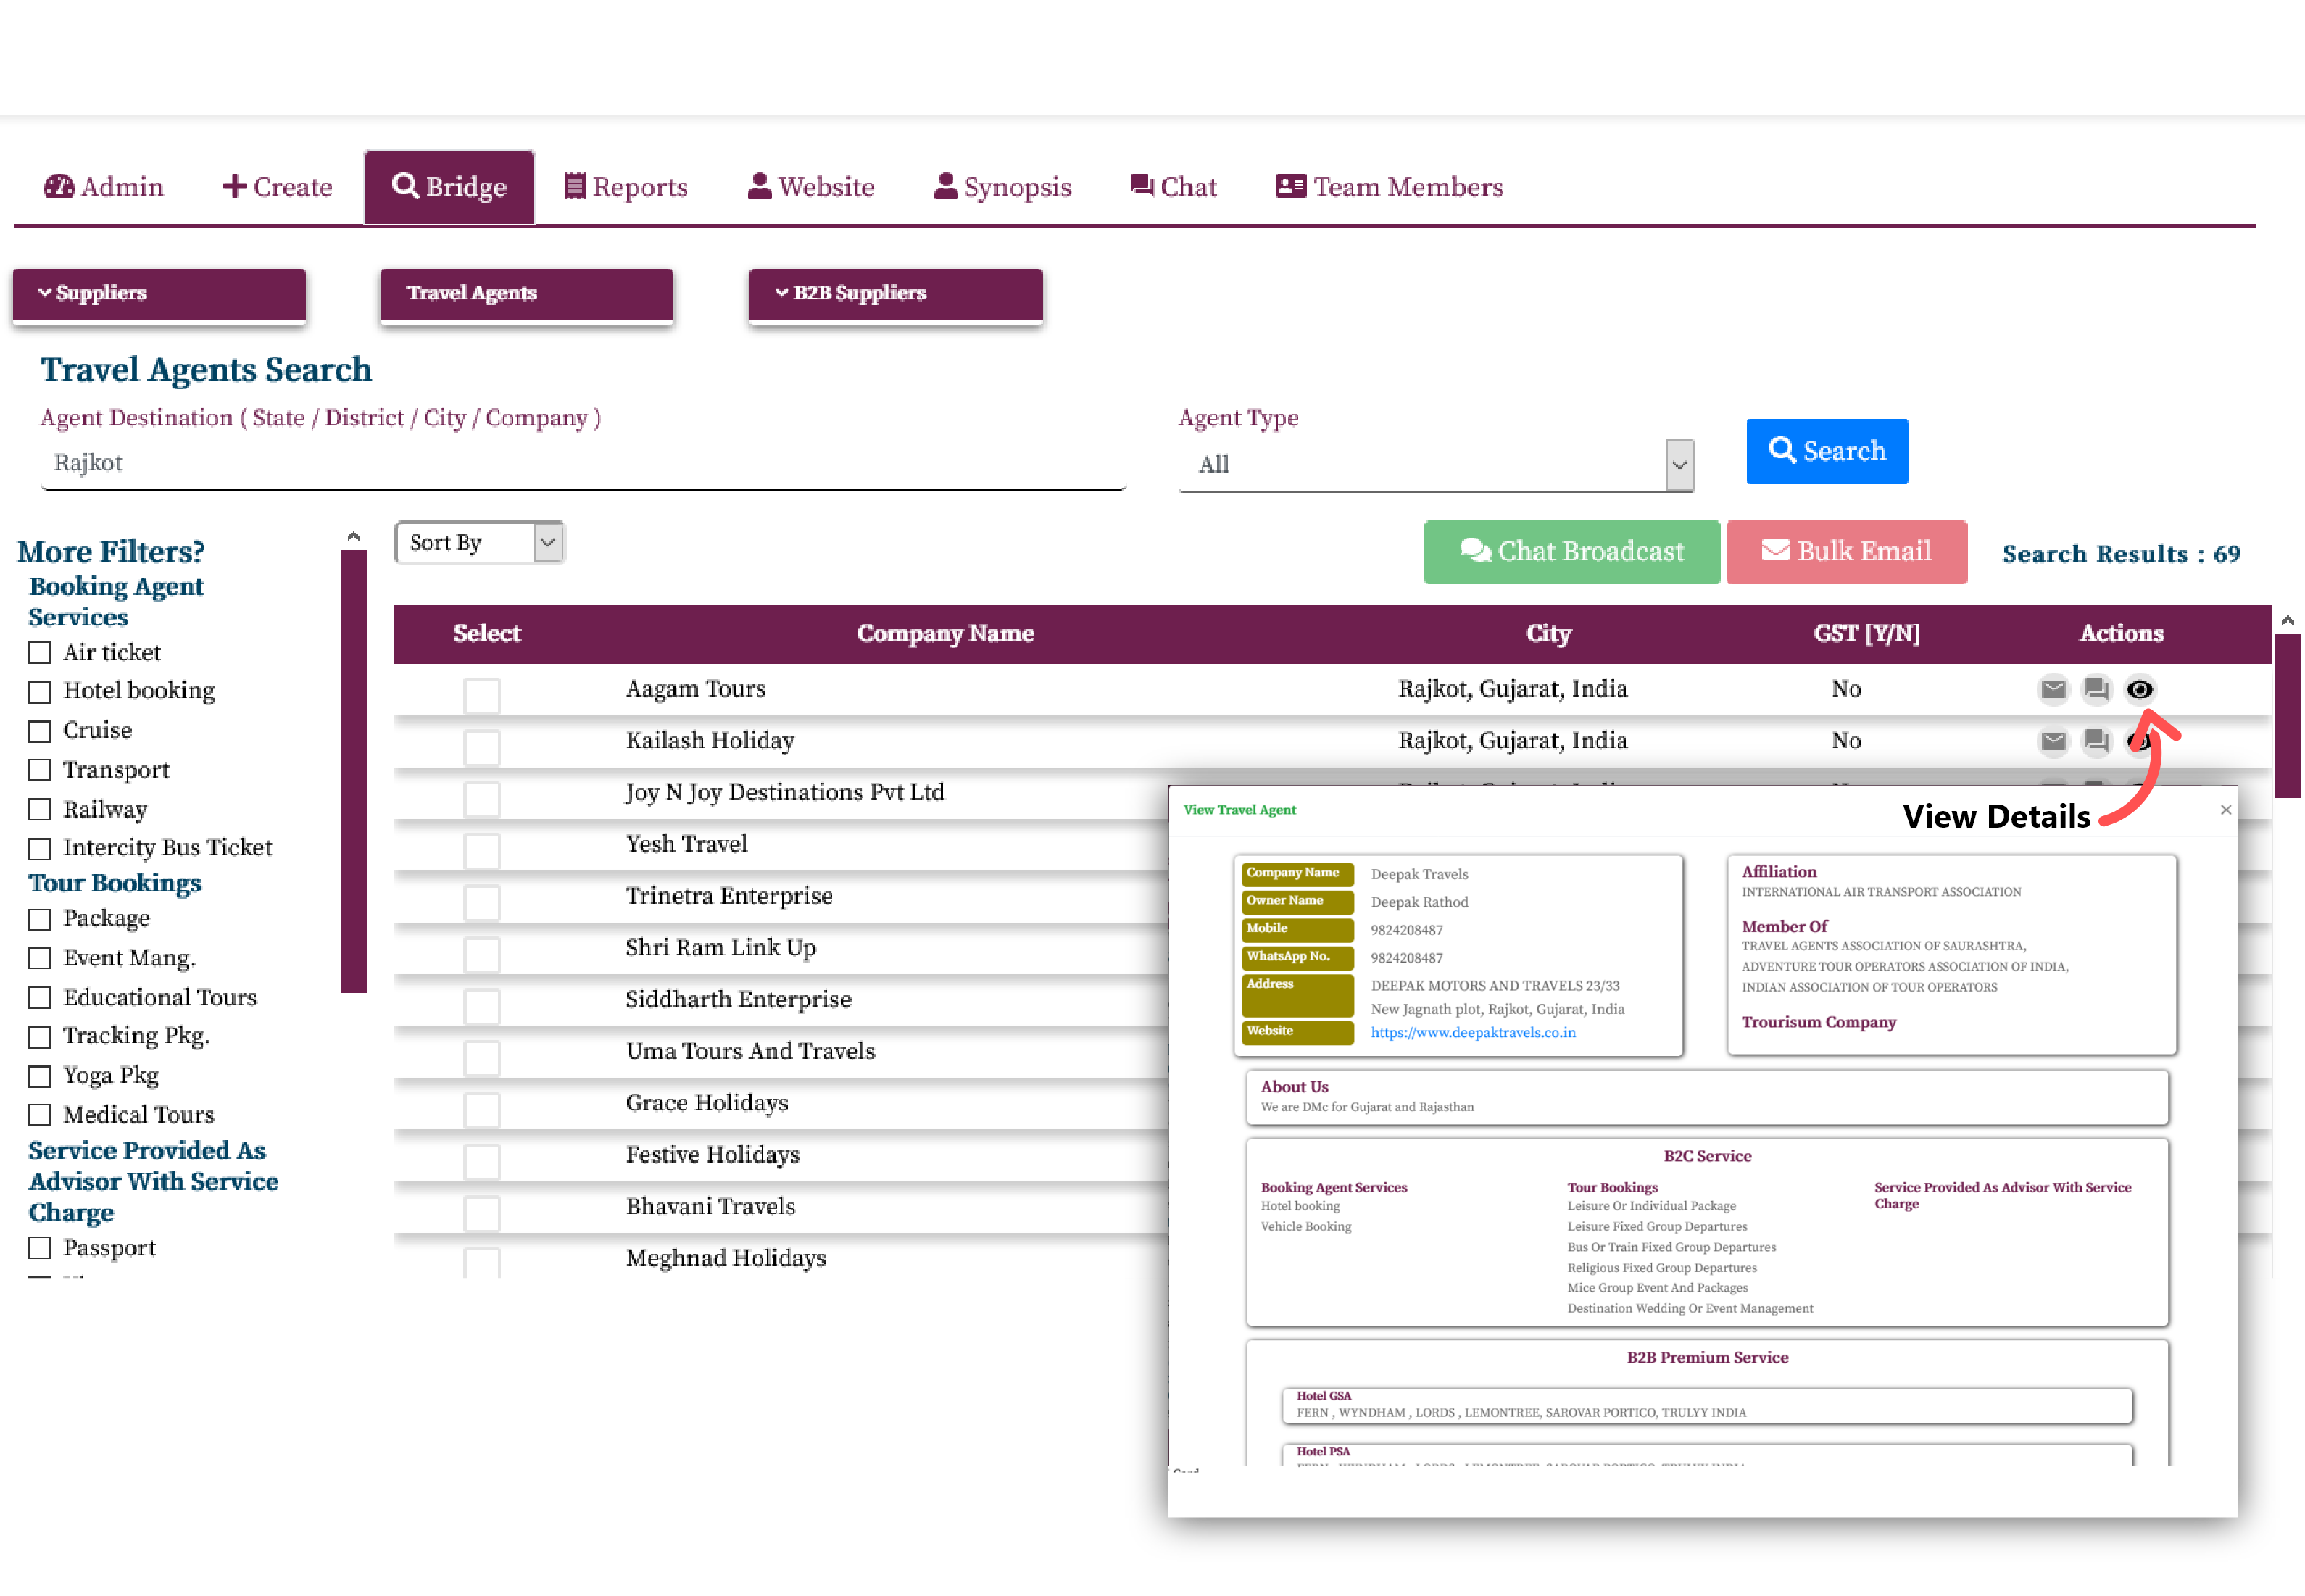 Admin
Create
Bridge
Reports
Website
Synopsis
Chat
Team Members
Suppliers
Travel Agents
B2B Suppliers
Travel Agents Search
Agent Destination ( State / District / City / Company )
Rajkot
Agent Type
All
Search
More Filters?
Booking Agent
Services
Air ticket
Hotel booking
Cruise
Transport
Railway
Intercity Bus Ticket
Tour Bookings
Package
Event Mang.
Educational Tours
Tracking Pkg.
Yoga Pkg
Medical Tours
Service Provided As
Advisor With Service
Charge
Passport
Sort By
Chat Broadcast
Bulk Email
Search Results : 69
Select Company Name City GST [Y/N] Actions
Aagam Tours Rajkot, Gujarat, India No
Kailash Holiday Rajkot, Gujarat, India No
Joy N Joy Destinations Pvt Ltd
Yesh Travel
Trinetra Enterprise
Shri Ram Link Up
Siddharth Enterprise
Uma Tours And Travels
Grace Holidays
Festive Holidays
Bhavani Travels
Meghnad Holidays
View Details
View Travel Agent
Company Name Deepak Travels
Owner Name Deepak Rathod
Mobile 9824208487
WhatsApp No. 9824208487
Address DEEPAK MOTORS AND TRAVELS 23/33
New Jagnath plot, Rajkot, Gujarat, India
Website https://www.deepaktravels.co.in
Affiliation
INTERNATIONAL AIR TRANSPORT ASSOCIATION
Member Of
TRAVEL AGENTS ASSOCIATION OF SAURASHTRA,
ADVENTURE TOUR OPERATORS ASSOCIATION OF INDIA,
INDIAN ASSOCIATION OF TOUR OPERATORS
Trourisum Company
About Us
We are DMc for Gujarat and Rajasthan
B2C Service
Booking Agent Services
Hotel booking
Vehicle Booking
Tour Bookings
Leisure Or Individual Package
Leisure Fixed Group Departures
Bus Or Train Fixed Group Departures
Religious Fixed Group Departures
Mice Group Event And Packages
Destination Wedding Or Event Management
Service Provided As Advisor With Service
Charge
B2B Premium Service
Hotel GSA
FERN , WYNDHAM , LORDS , LEMONTREE, SAROVAR PORTICO, TRULYY INDIA
Hotel PSA